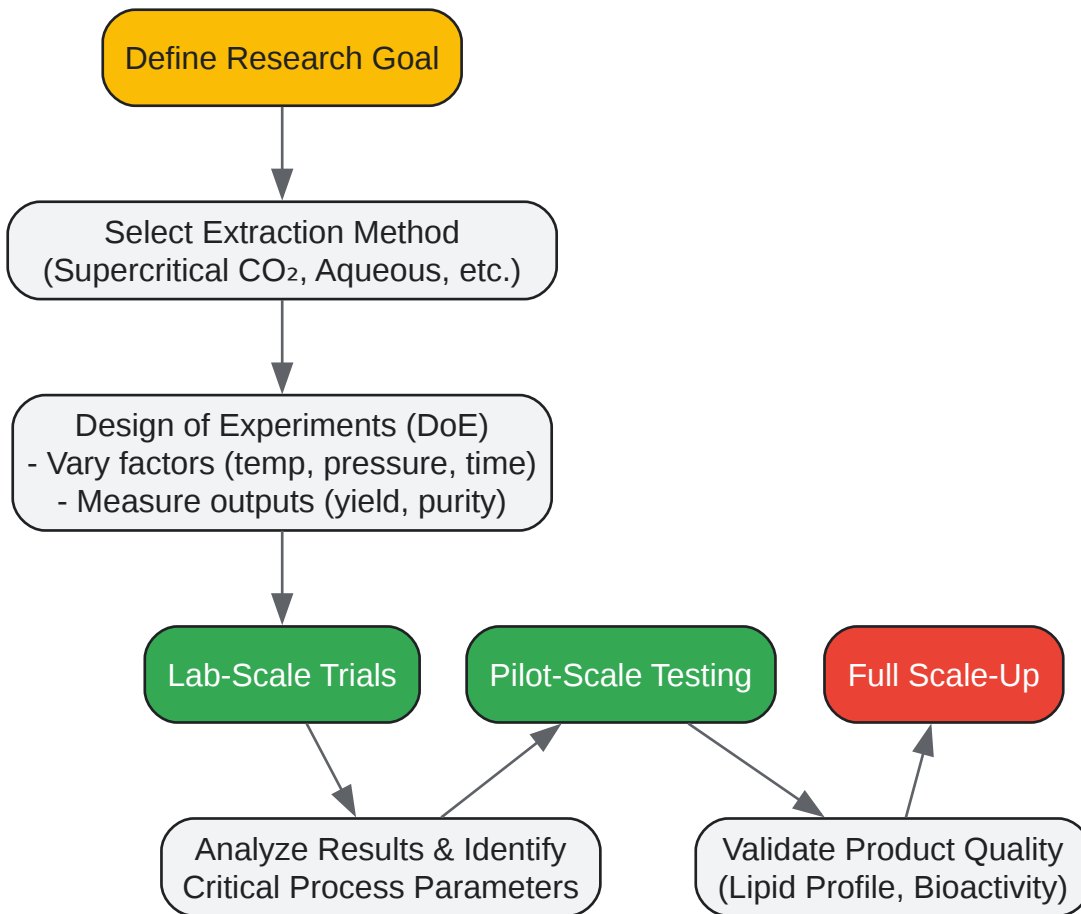 Define Research Goal
Select Extraction Method
(Supercritical CO₂, Aqueous, etc.)
Design of Experiments (DoE)
- Vary factors (temp, pressure, time)
- Measure outputs (yield, purity)
Lab-Scale Trials
Pilot-Scale Testing
Full Scale-Up
Analyze Results & Identify
Critical Process Parameters
Validate Product Quality
(Lipid Profile, Bioactivity)